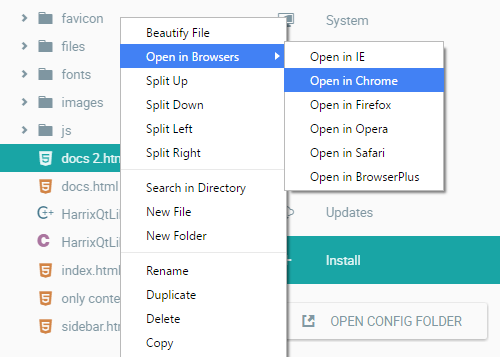 favicon
files
fonts
images
js
docs 2.htm
docs.html
HarrixQtLi
HarrixQtLi
index.html
only conte
sidebar.ht
Beautify File
Open in Browsers
Split Up
Split Down
Split Left
Split Right
Search in Directory
New File
New Folder
Rename
Duplicate
Delete
Copy
Open in IE
Open in Chrome
Open in Firefox
Open in Opera
Open in Safari
Open in BrowserPlus
System
Updates
Install
OPEN CONFIG FOLDER